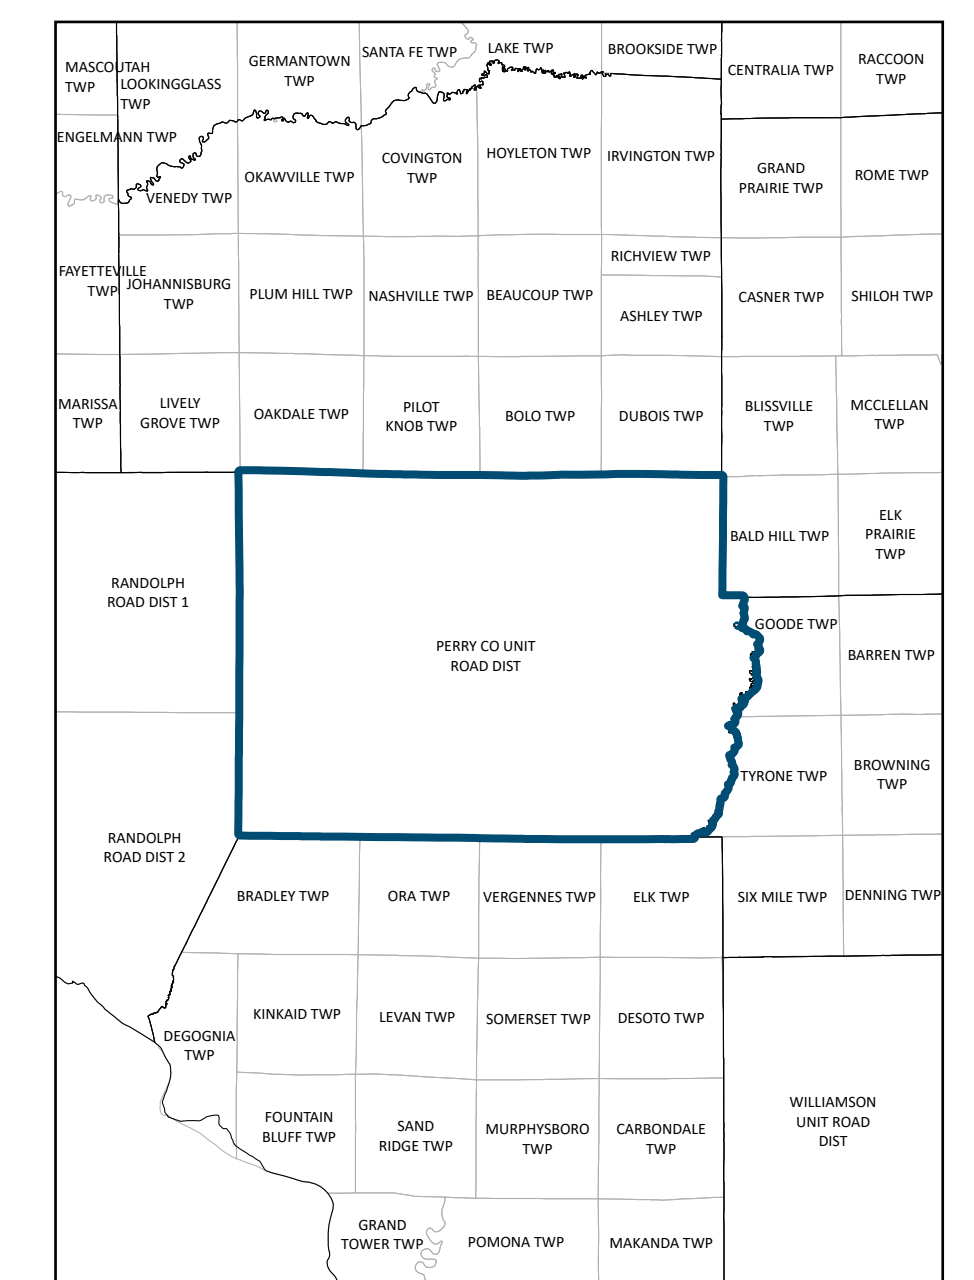 MASCOUTAH
TWP
LOOKINGGLASS
TWP
GERMANTOWN
TWP
SANTA FE TWP
LAKE TWP
BROOKSIDE TWP
CENTRALIA TWP
RACCOON
TWP
ENGELMANN TWP
VENEDY TWP
OKAWVILLE TWP
COVINGTON
TWP
HOYLETON TWP
IRVINGTON TWP
GRAND
PRAIRIE TWP
ROME TWP
FAYETTEVILLE
TWP
JOHANNISBURG
TWP
PLUM HILL TWP
NASHVILLE TWP
BEAUCOUP TWP
RICHVIEW TWP
ASHLEY TWP
CASNER TWP
SHILOH TWP
MARISSA
TWP
LIVELY
GROVE TWP
OAKDALE TWP
PILOT
KNOB TWP
BOLO TWP
DUBOIS TWP
BLISSVILLE
TWP
MCCLELLAN
TWP
RANDOLPH
ROAD DIST 1
PERRY CO UNIT
ROAD DIST
BALD HILL TWP
ELK
PRAIRIE
TWP
GOODE TWP
BARREN TWP
TYRONE TWP
BROWNING
TWP
RANDOLPH
ROAD DIST 2
BRADLEY TWP
ORA TWP
VERGENNES TWP
ELK TWP
SIX MILE TWP
DENNING TWP
DEGOGNIA
TWP
KINKAID TWP
LEVAN TWP
SOMERSET TWP
DESOTO TWP
FOUNTAIN
BLUFF TWP
SAND
RIDGE TWP
MURPHYSBORO
TWP
CARBONDALE
TWP
WILLIAMSON
UNIT ROAD
DIST
GRAND
TOWER TWP
POMONA TWP
MAKANDA TWP